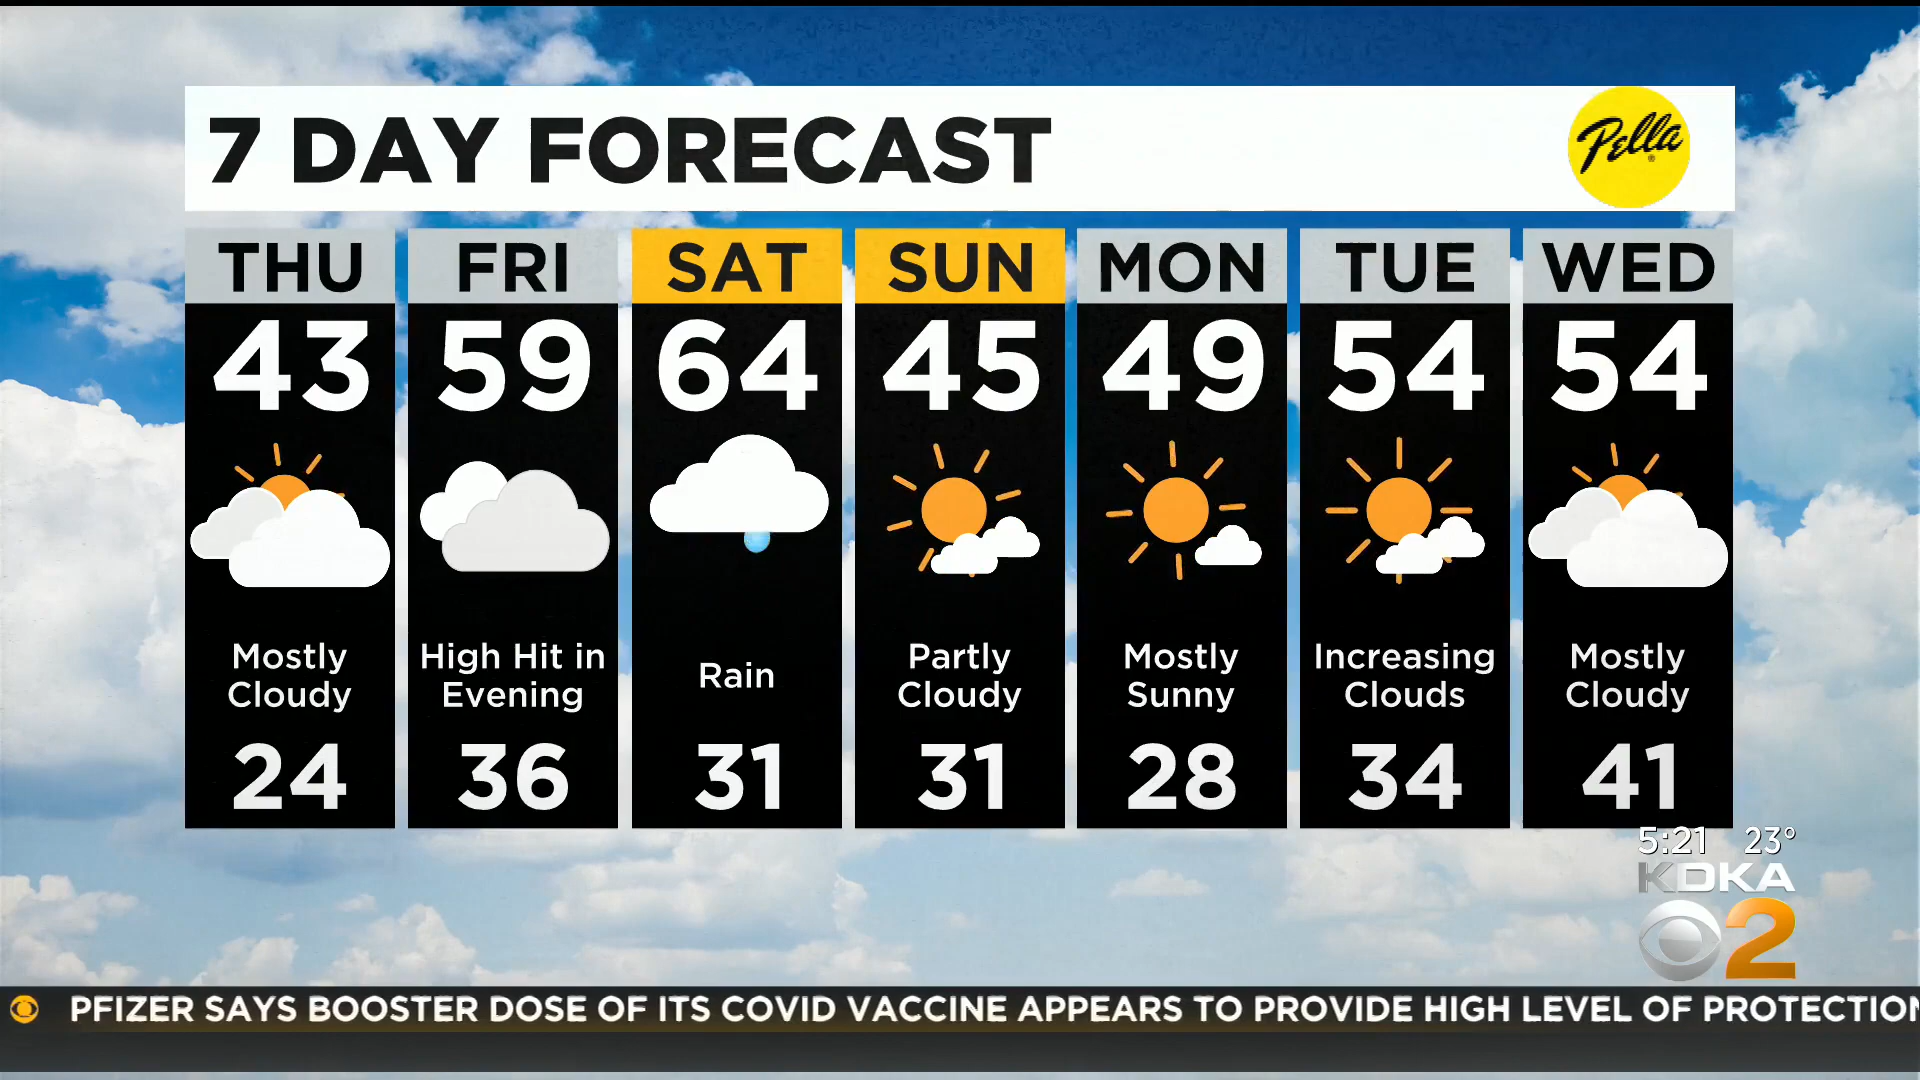 7 DAY FORECAST
Pella
THU FRI SAT SUN MON TUE WED
43 59 64 45 49 54 54
Mostly Cloudy
High Hit in Evening
Rain
Partly Cloudy
Mostly Sunny
Increasing Clouds
Mostly Cloudy
24 36 31 31 28 34 41
5:21 23°
KDKA
2
PFIZER SAYS BOOSTER DOSE OF ITS COVID VACCINE APPEARS TO PROVIDE HIGH LEVEL OF PROTECTION